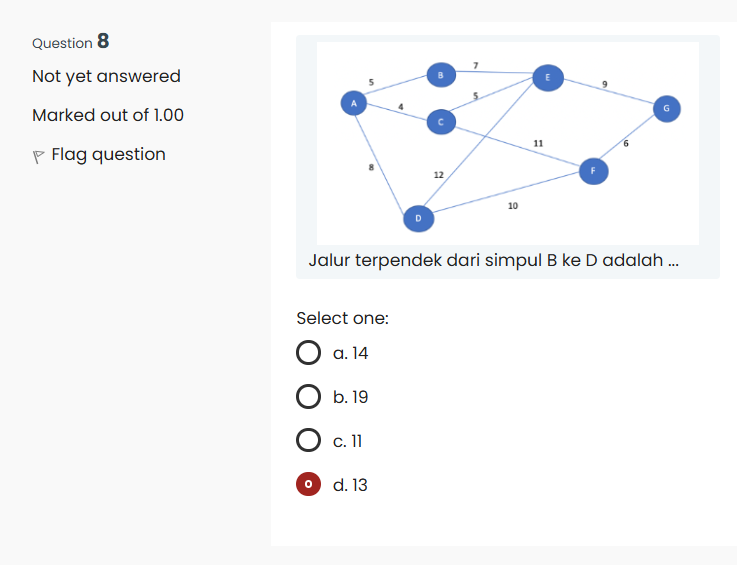 Question 8
Not yet answered
Marked out of 1.00
Flag question
A
B
C
D
E
F
G
5
4
8
7
5
12
11
10
9
6
Jalur terpendek dari simpul B ke D adalah ...
Select one:
a. 14
b. 19
c. 11
d. 13